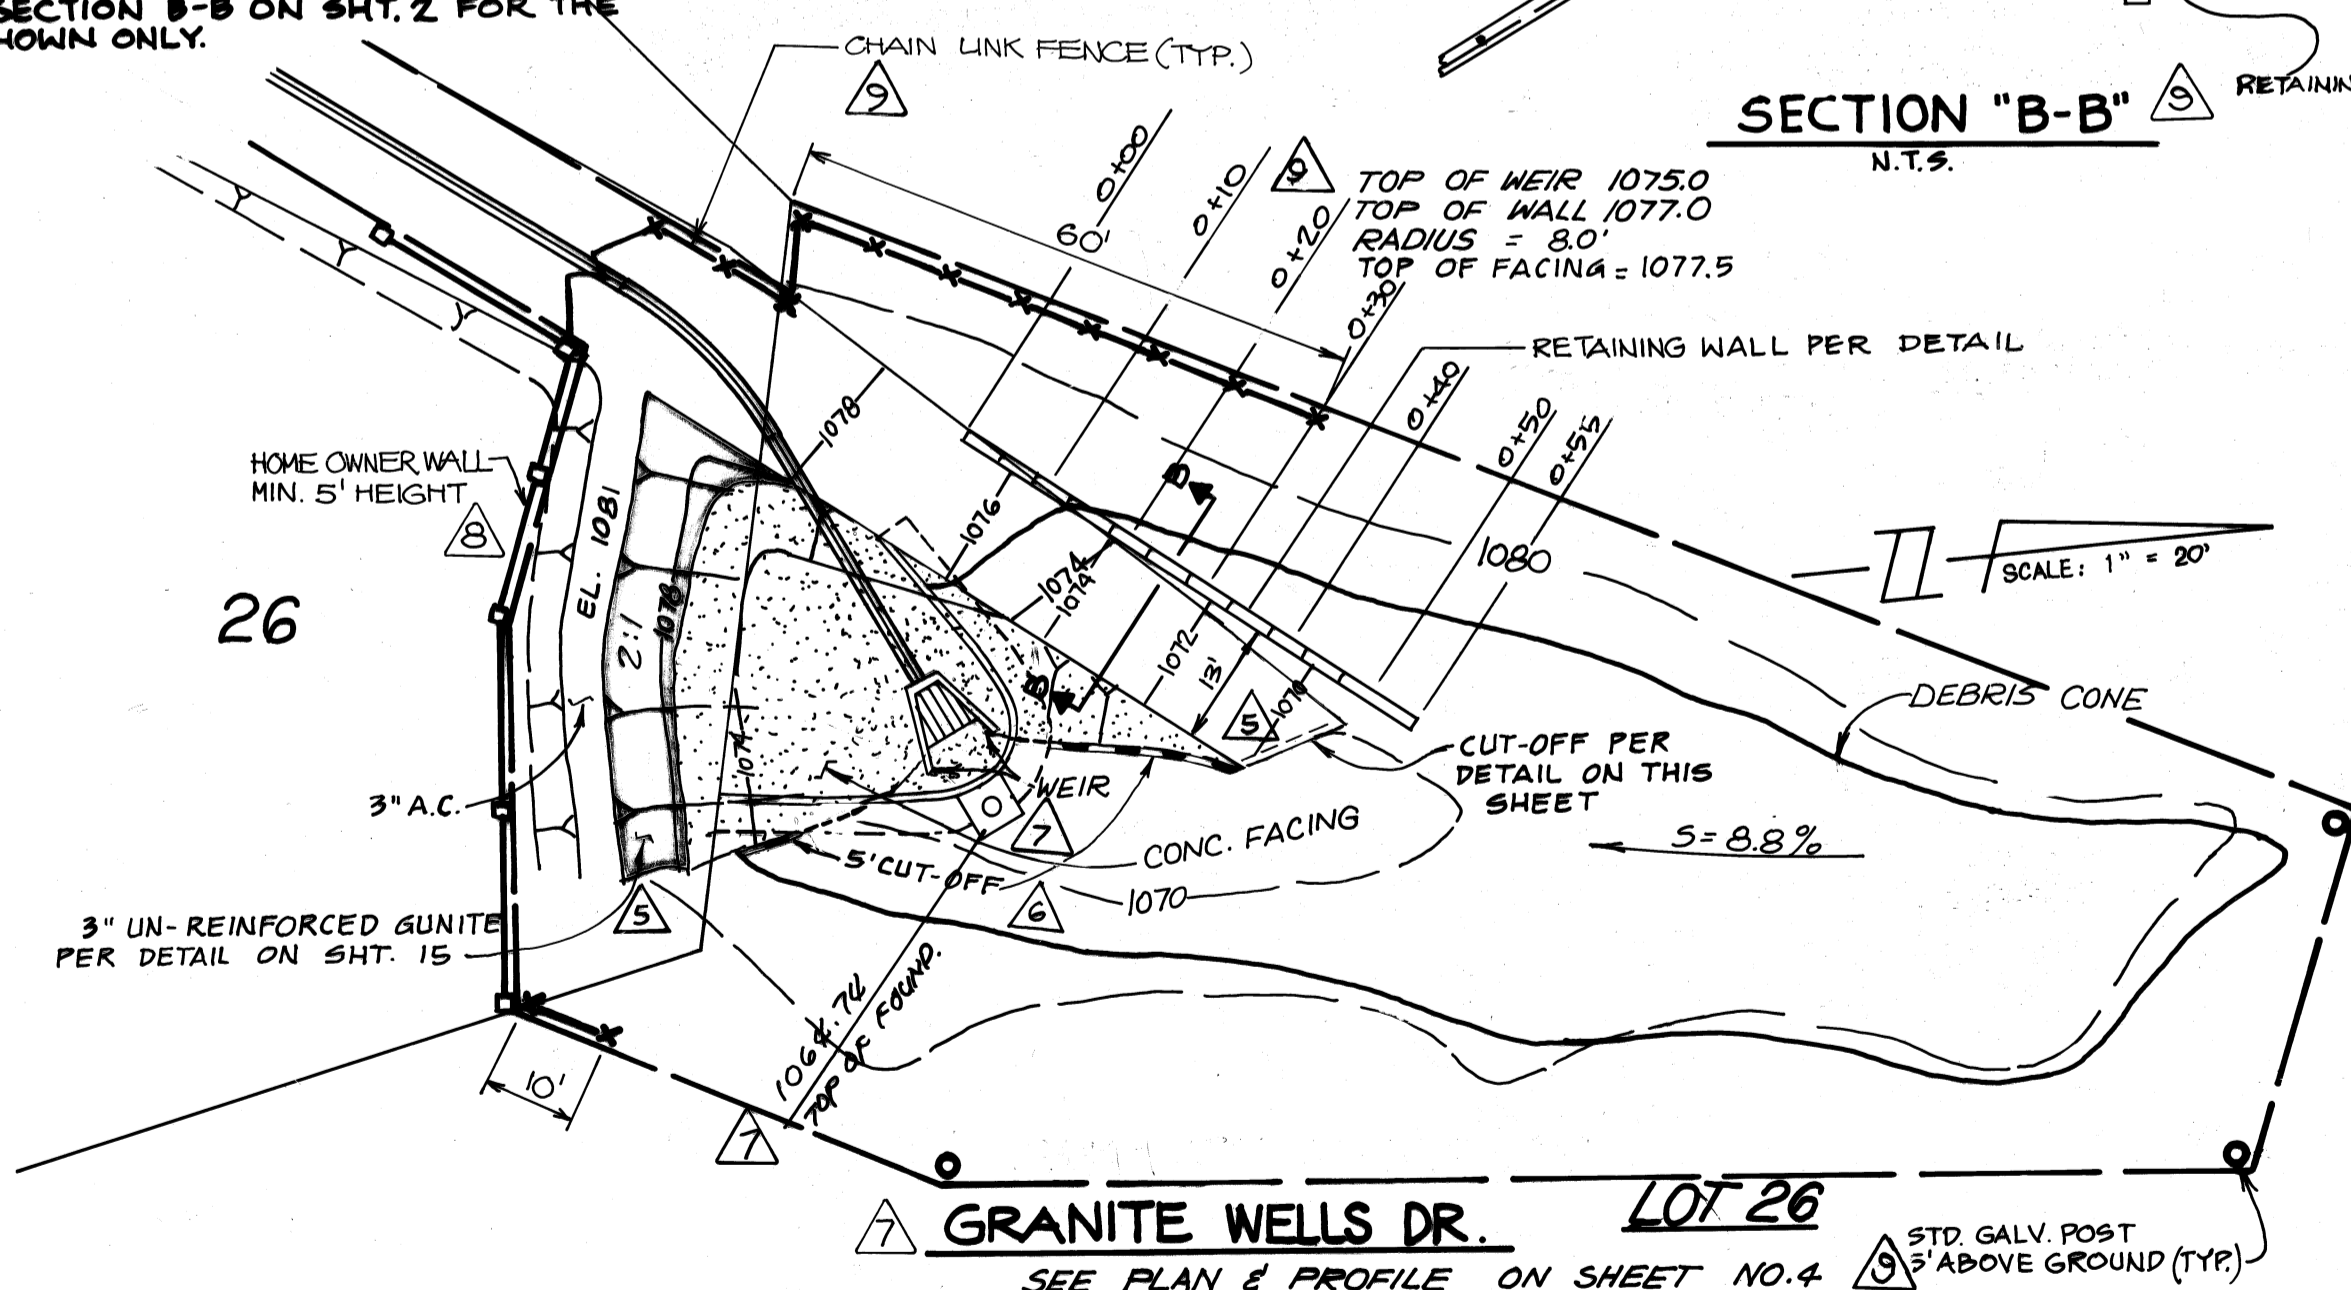 SECTION B-B ON SHT. 2 FOR THE
HOWN ONLY.
CHAIN LINK FENCE (TYP.)
9
SECTION "B-B"
9
RETAININ
N.T.S.
0+00
0+10
0+20
0+30
0+40
0+50
0+55
60'
9
TOP OF WEIR 1075.0
TOP OF WALL 1077.0
RADIUS = 8.0'
TOP OF FACING = 1077.5
RETAINING WALL PER DETAIL
HOME OWNER WALL
MIN. 5' HEIGHT
8
EL. 1081
2:1
1078
1078
1076
1074
1074
1074
1072
13'
1070
5
B
B
1080
SCALE: 1" = 20'
26
DEBRIS CONE
CUT-OFF PER
DETAIL ON THIS
SHEET
S= 8.8%
3" A.C.
WEIR
7
CONC. FACING
5' CUT-OFF
6
1070
3" UN-REINFORCED GUNITE
PER DETAIL ON SHT. 15
5
1064.74
TOP OF FOUND.
10'
7
7
GRANITE WELLS DR.
LOT 26
SEE PLAN & PROFILE ON SHEET NO.4
9
STD. GALV. POST
3' ABOVE GROUND (TYP.)